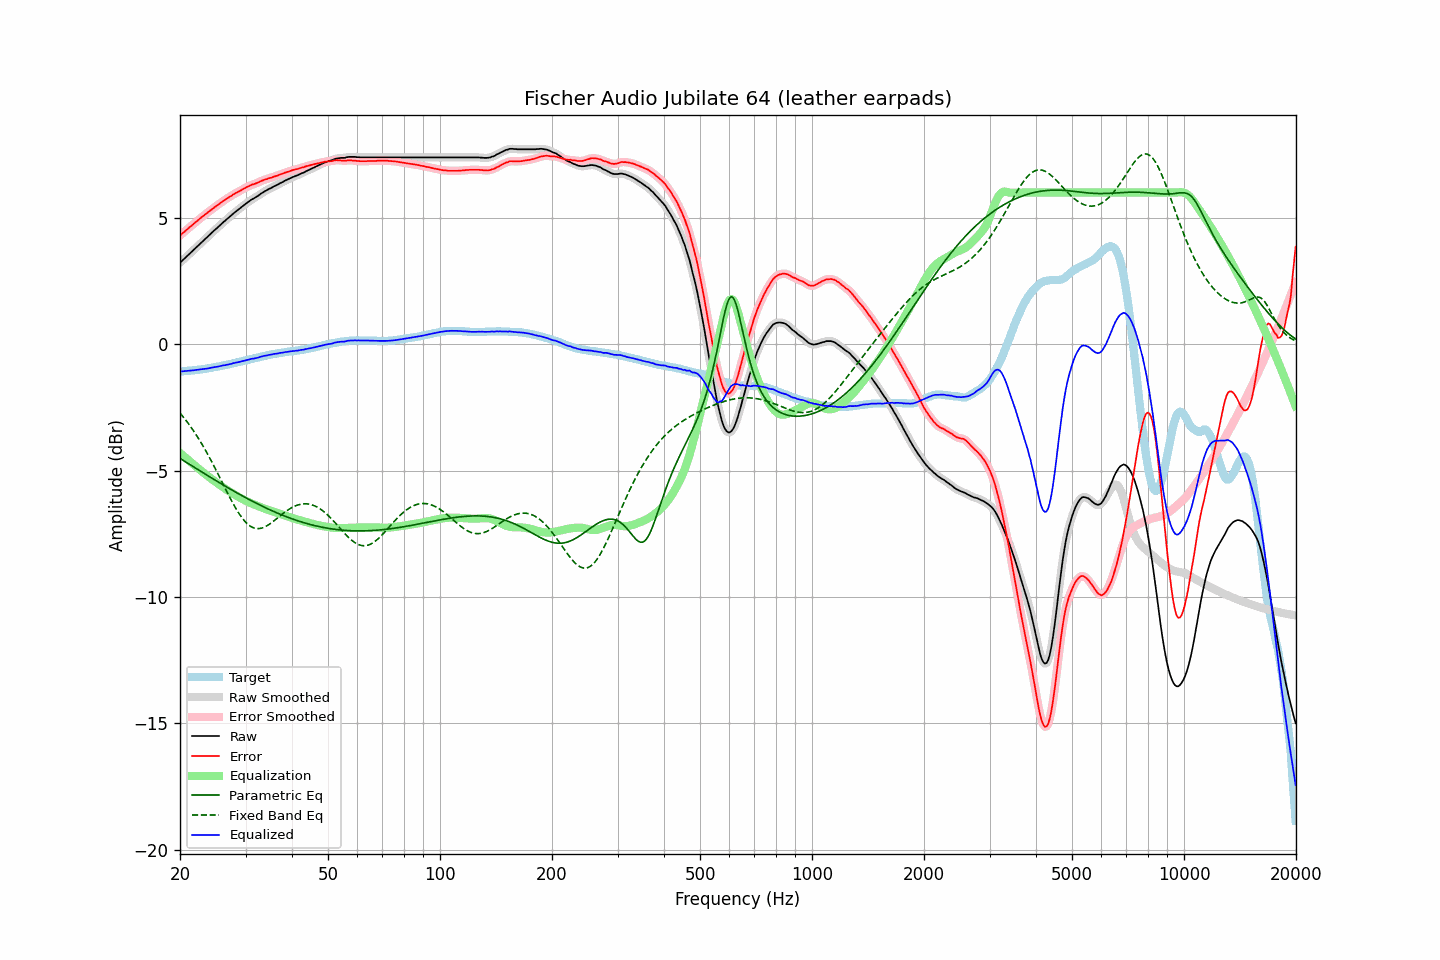 Fischer Audio Jubilate 64 (leather earpads)
Amplitude (dBr)
5
0
−5
−10
−15
−20
Target
Raw Smoothed
Error Smoothed
Raw
Error
Equalization
Parametric Eq
Fixed Band Eq
Equalized
20 50 100 200 500 1000 2000 5000 10000 20000
Frequency (Hz)